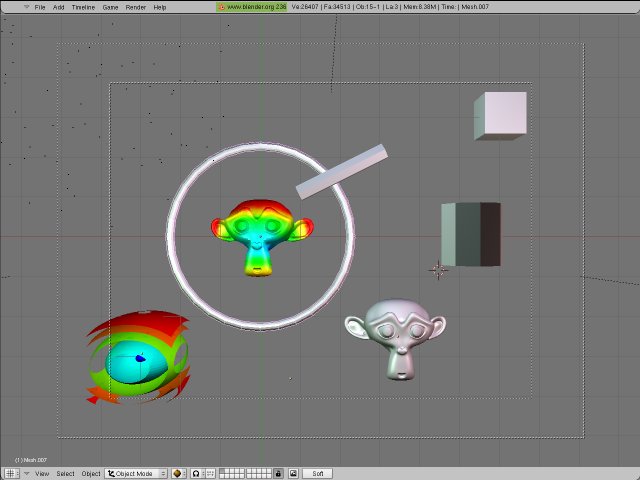 File Add Timeline Game Render Help www.blender.org 236 Ve:26407 | Fa:34513 | Ob:15-1 | La:3 | Mem:8.38M | Time: | Mesh.007
(1) Mesh.007
View Select Object Object Mode Soft